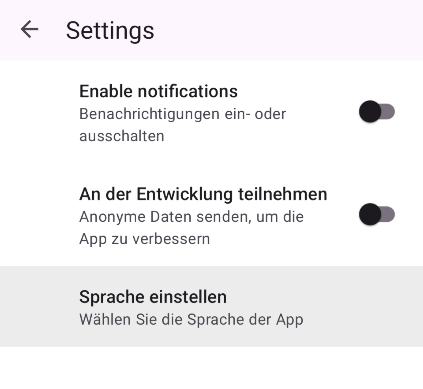 Settings
Enable notifications
Benachrichtigungen ein- oder
ausschalten
An der Entwicklung teilnehmen
Anonyme Daten senden, um die
App zu verbessern
Sprache einstellen
Wählen Sie die Sprache der App